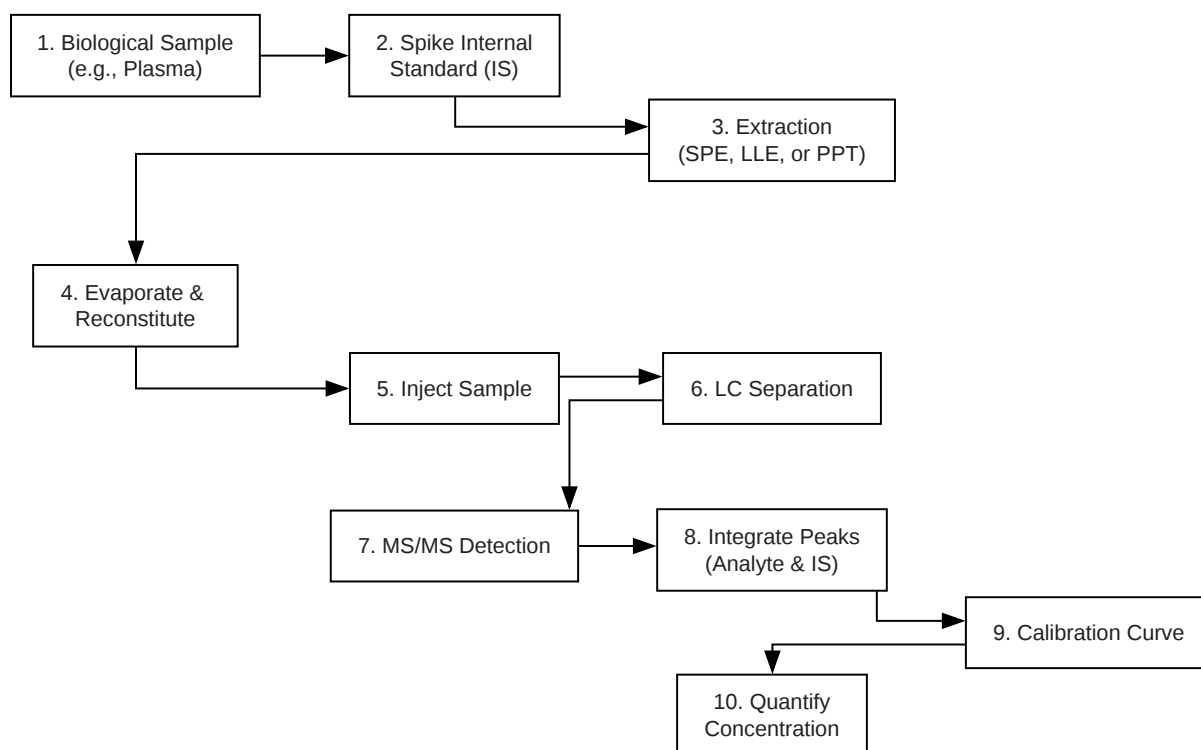 1. Biological Sample
(e.g., Plasma)
2. Spike Internal
Standard (IS)
3. Extraction
(SPE, LLE, or PPT)
4. Evaporate &
Reconstitute
5. Inject Sample
6. LC Separation
7. MS/MS Detection
8. Integrate Peaks
(Analyte & IS)
9. Calibration Curve
10. Quantify
Concentration